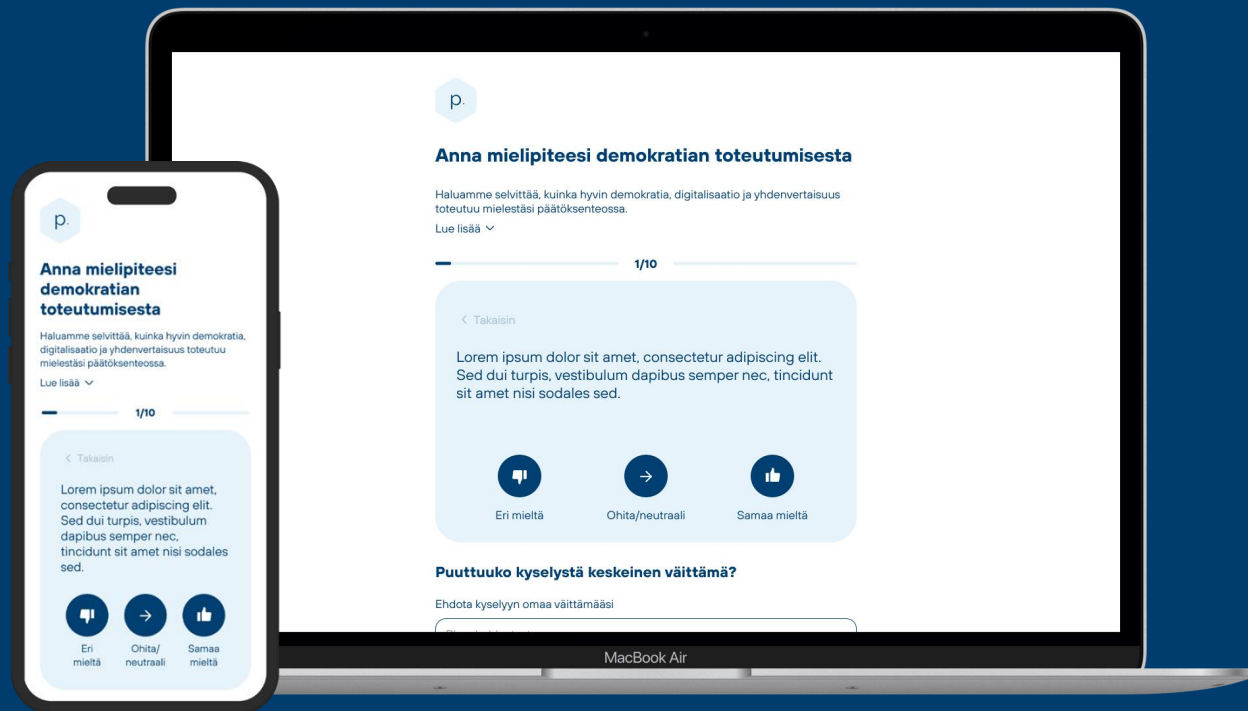 p.
Anna mielipiteesi
demokratian
toteutumisesta
Haluamme selvittää, kuinka hyvin demokratia,
digitalisaatio ja yhdenvertaisuus toteutuu
mielestäsi päätöksenteossa.
Lue lisää
1/10
Takaisin
Lorem ipsum dolor sit amet,
consectetur adipiscing elit.
Sed dui turpis, vestibulum
dapibus semper nec,
tincidunt sit amet nisi sodales
sed.
Eri
mieltä
Ohita/
neutraali
Samaa
mieltä
p.
Anna mielipiteesi demokratian toteutumisesta
Haluamme selvittää, kuinka hyvin demokratia, digitalisaatio ja yhdenvertaisuus
toteutuu mielestäsi päätöksenteossa.
Lue lisää
1/10
Takaisin
Lorem ipsum dolor sit amet, consectetur adipiscing elit.
Sed dui turpis, vestibulum dapibus semper nec, tincidunt
sit amet nisi sodales sed.
Eri mieltä
Ohita/neutraali
Samaa mieltä
Puuttuuko kyselystä keskeinen väittämä?
Ehdota kyselyyn omaa väittämääsi
MacBook Air